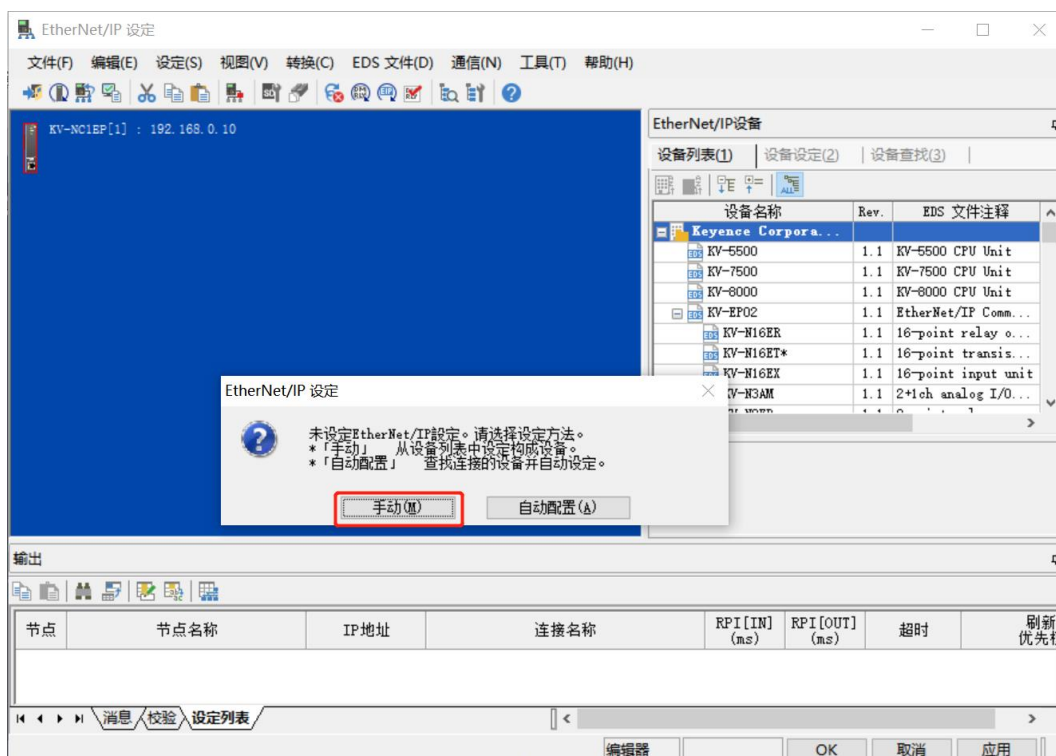 EtherNet/IP 设定
文件(F) 编辑(E) 设定(S) 视图(V) 转换(C) EDS 文件(D) 通信(N) 工具(T) 帮助(H)
KV-NC1EP[1] : 192.168.0.10
EtherNet/IP设备
设备列表(1) 设备设定(2) 设备查找(3)
设备名称 Rev. EDS 文件注释
Keyence Corpora...
KV-5500 1.1 KV-5500 CPU Unit
KV-7500 1.1 KV-7500 CPU Unit
KV-8000 1.1 KV-8000 CPU Unit
KV-EP02 1.1 EtherNet/IP Comm...
KV-N16ER 1.1 16-point relay o...
KV-N16ET* 1.1 16-point transis...
KV-N16EX 1.1 16-point input unit
KV-N3AM 1.1 2+1ch analog I/O...
EtherNet/IP 设定
未设定EtherNet/IP設定。请选择设定方法。
*「手动」 从设备列表中设定构成设备。
*「自动配置」 查找连接的设备并自动设定。
手动(M) 自动配置(A)
输出
节点 节点名称 IP地址 连接名称 RPI[IN] (ms) RPI[OUT] (ms) 超时 刷新 优先
消息 校验 设定列表
编辑器 OK 取消 应用